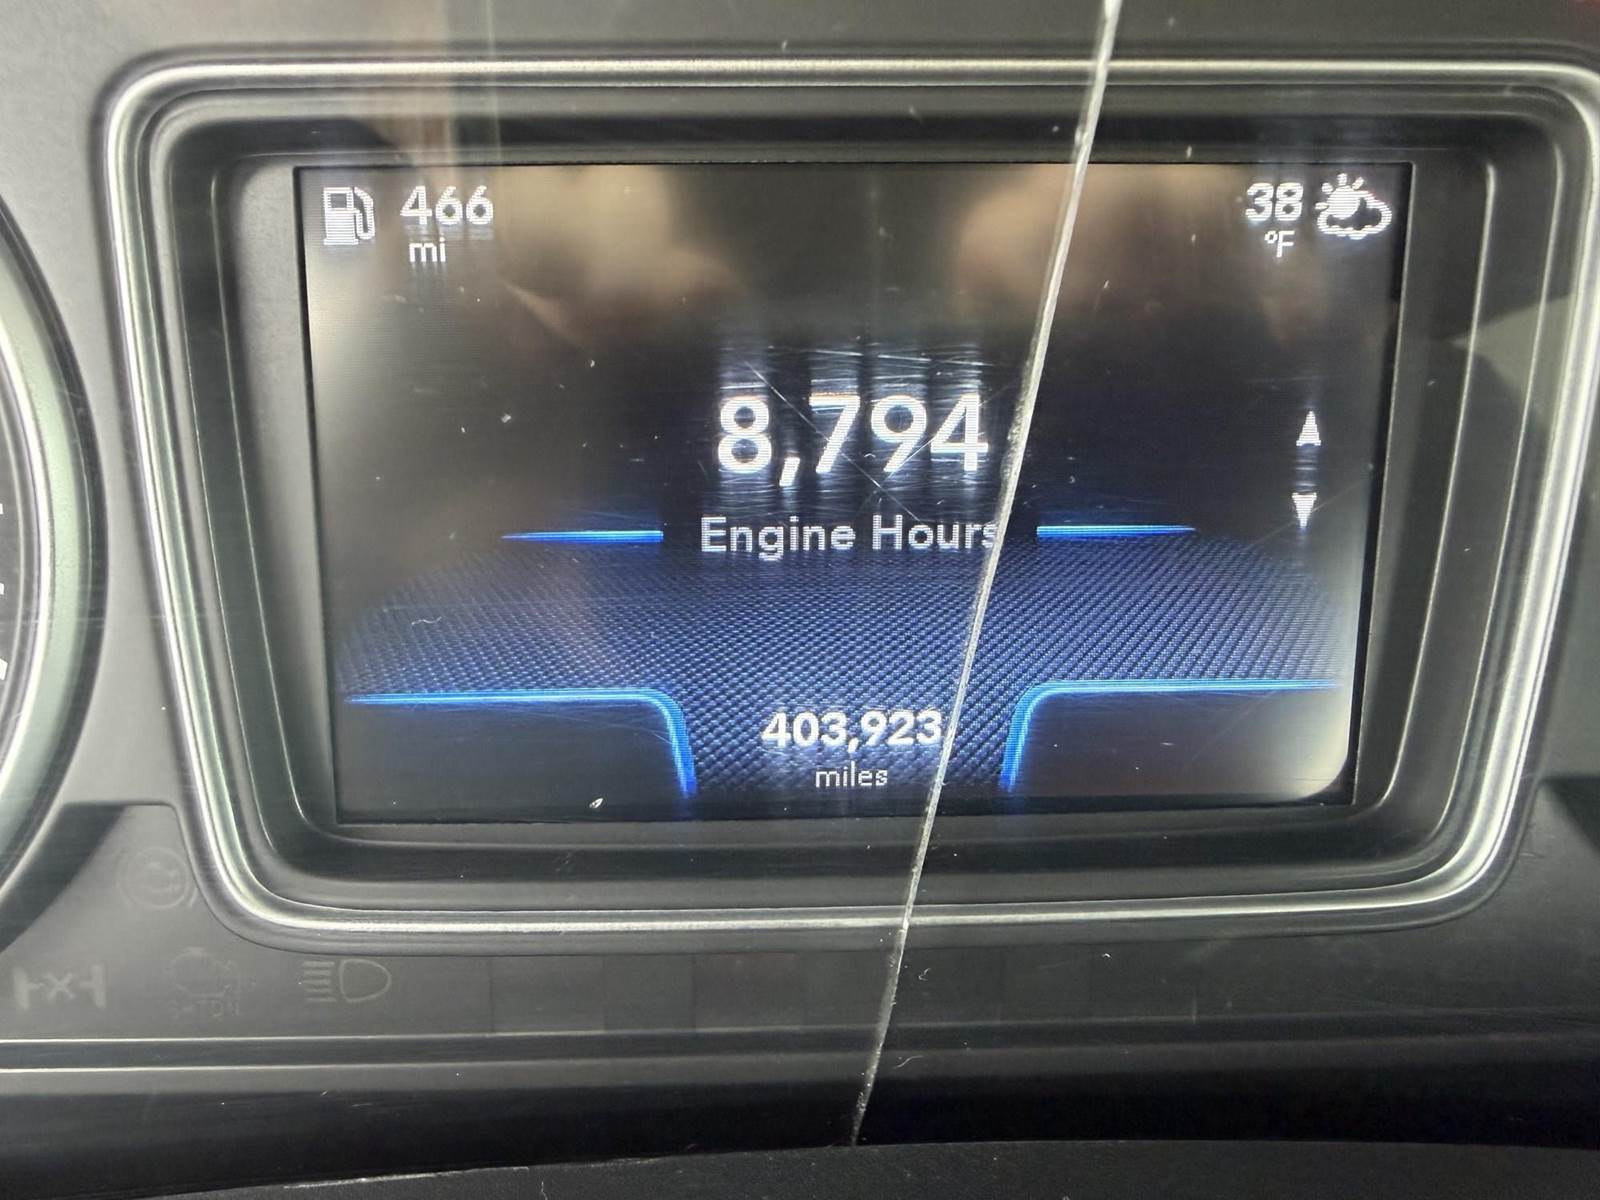 466
mi
38
°F
8,794
Engine Hours
403,923
miles